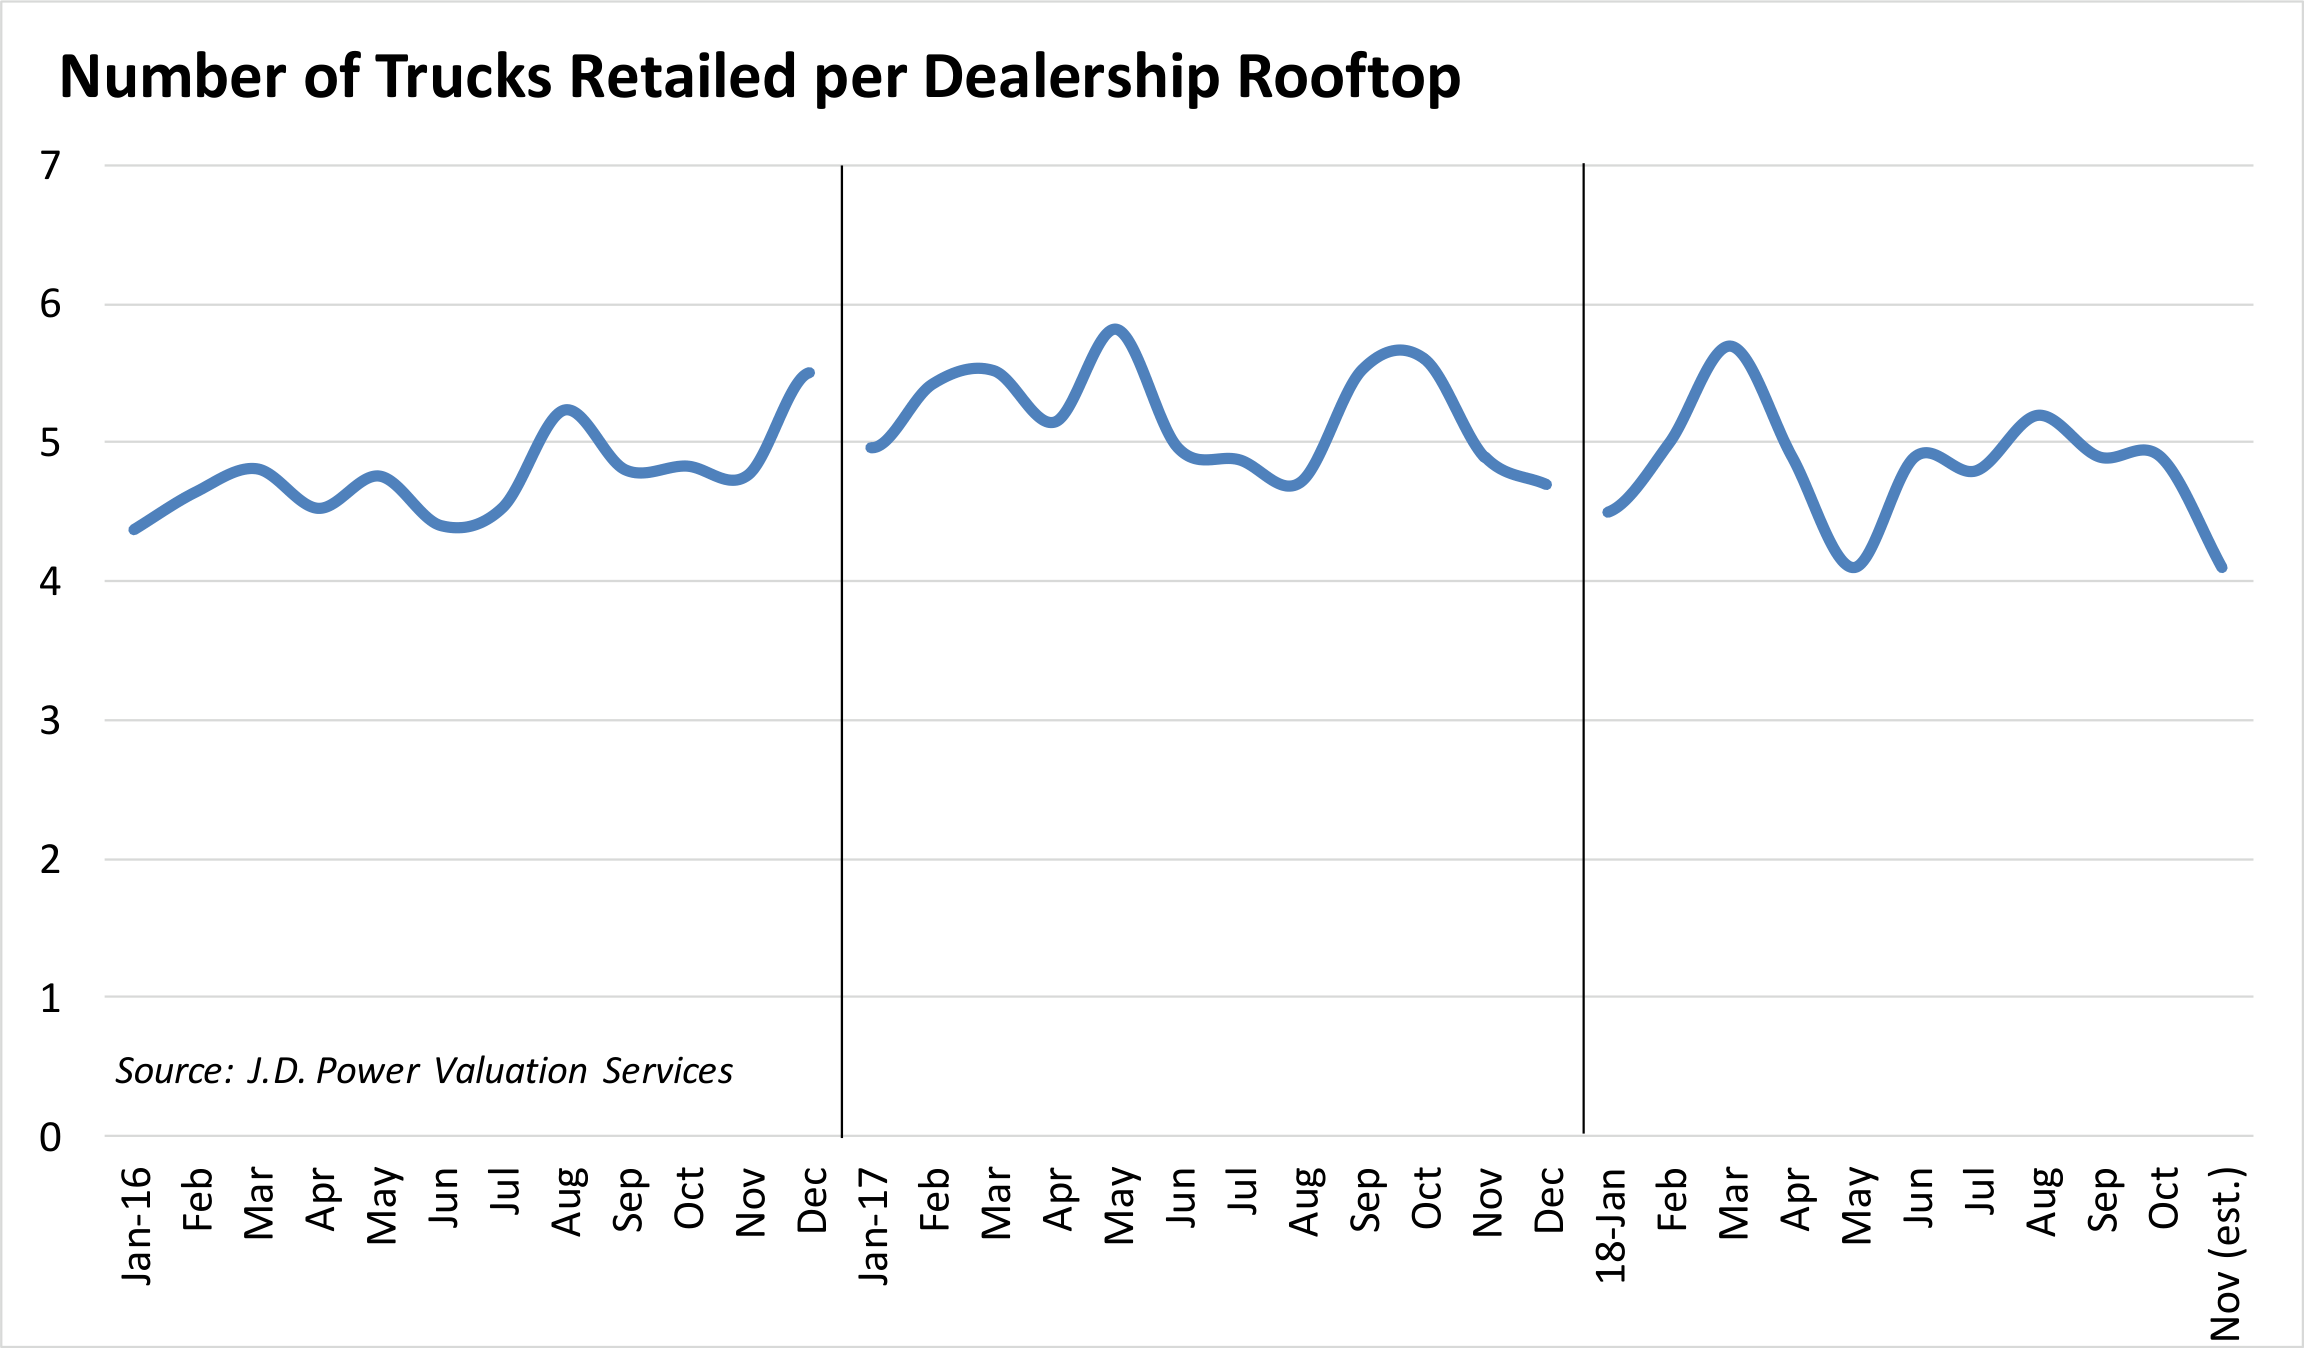 Number of Trucks Retailed per Dealership Rooftop
7
6
5
4
3
2
1
0
Source: J.D. Power Valuation Services
Jan-16
Feb
Mar
Apr
May
Jun
Jul
Aug
Sep
Oct
Nov
Dec
Jan-17
Feb
Mar
Apr
May
Jun
Jul
Aug
Sep
Oct
Nov
Dec
18-Jan
Feb
Mar
Apr
May
Jun
Jul
Aug
Sep
Oct
Nov (est.)